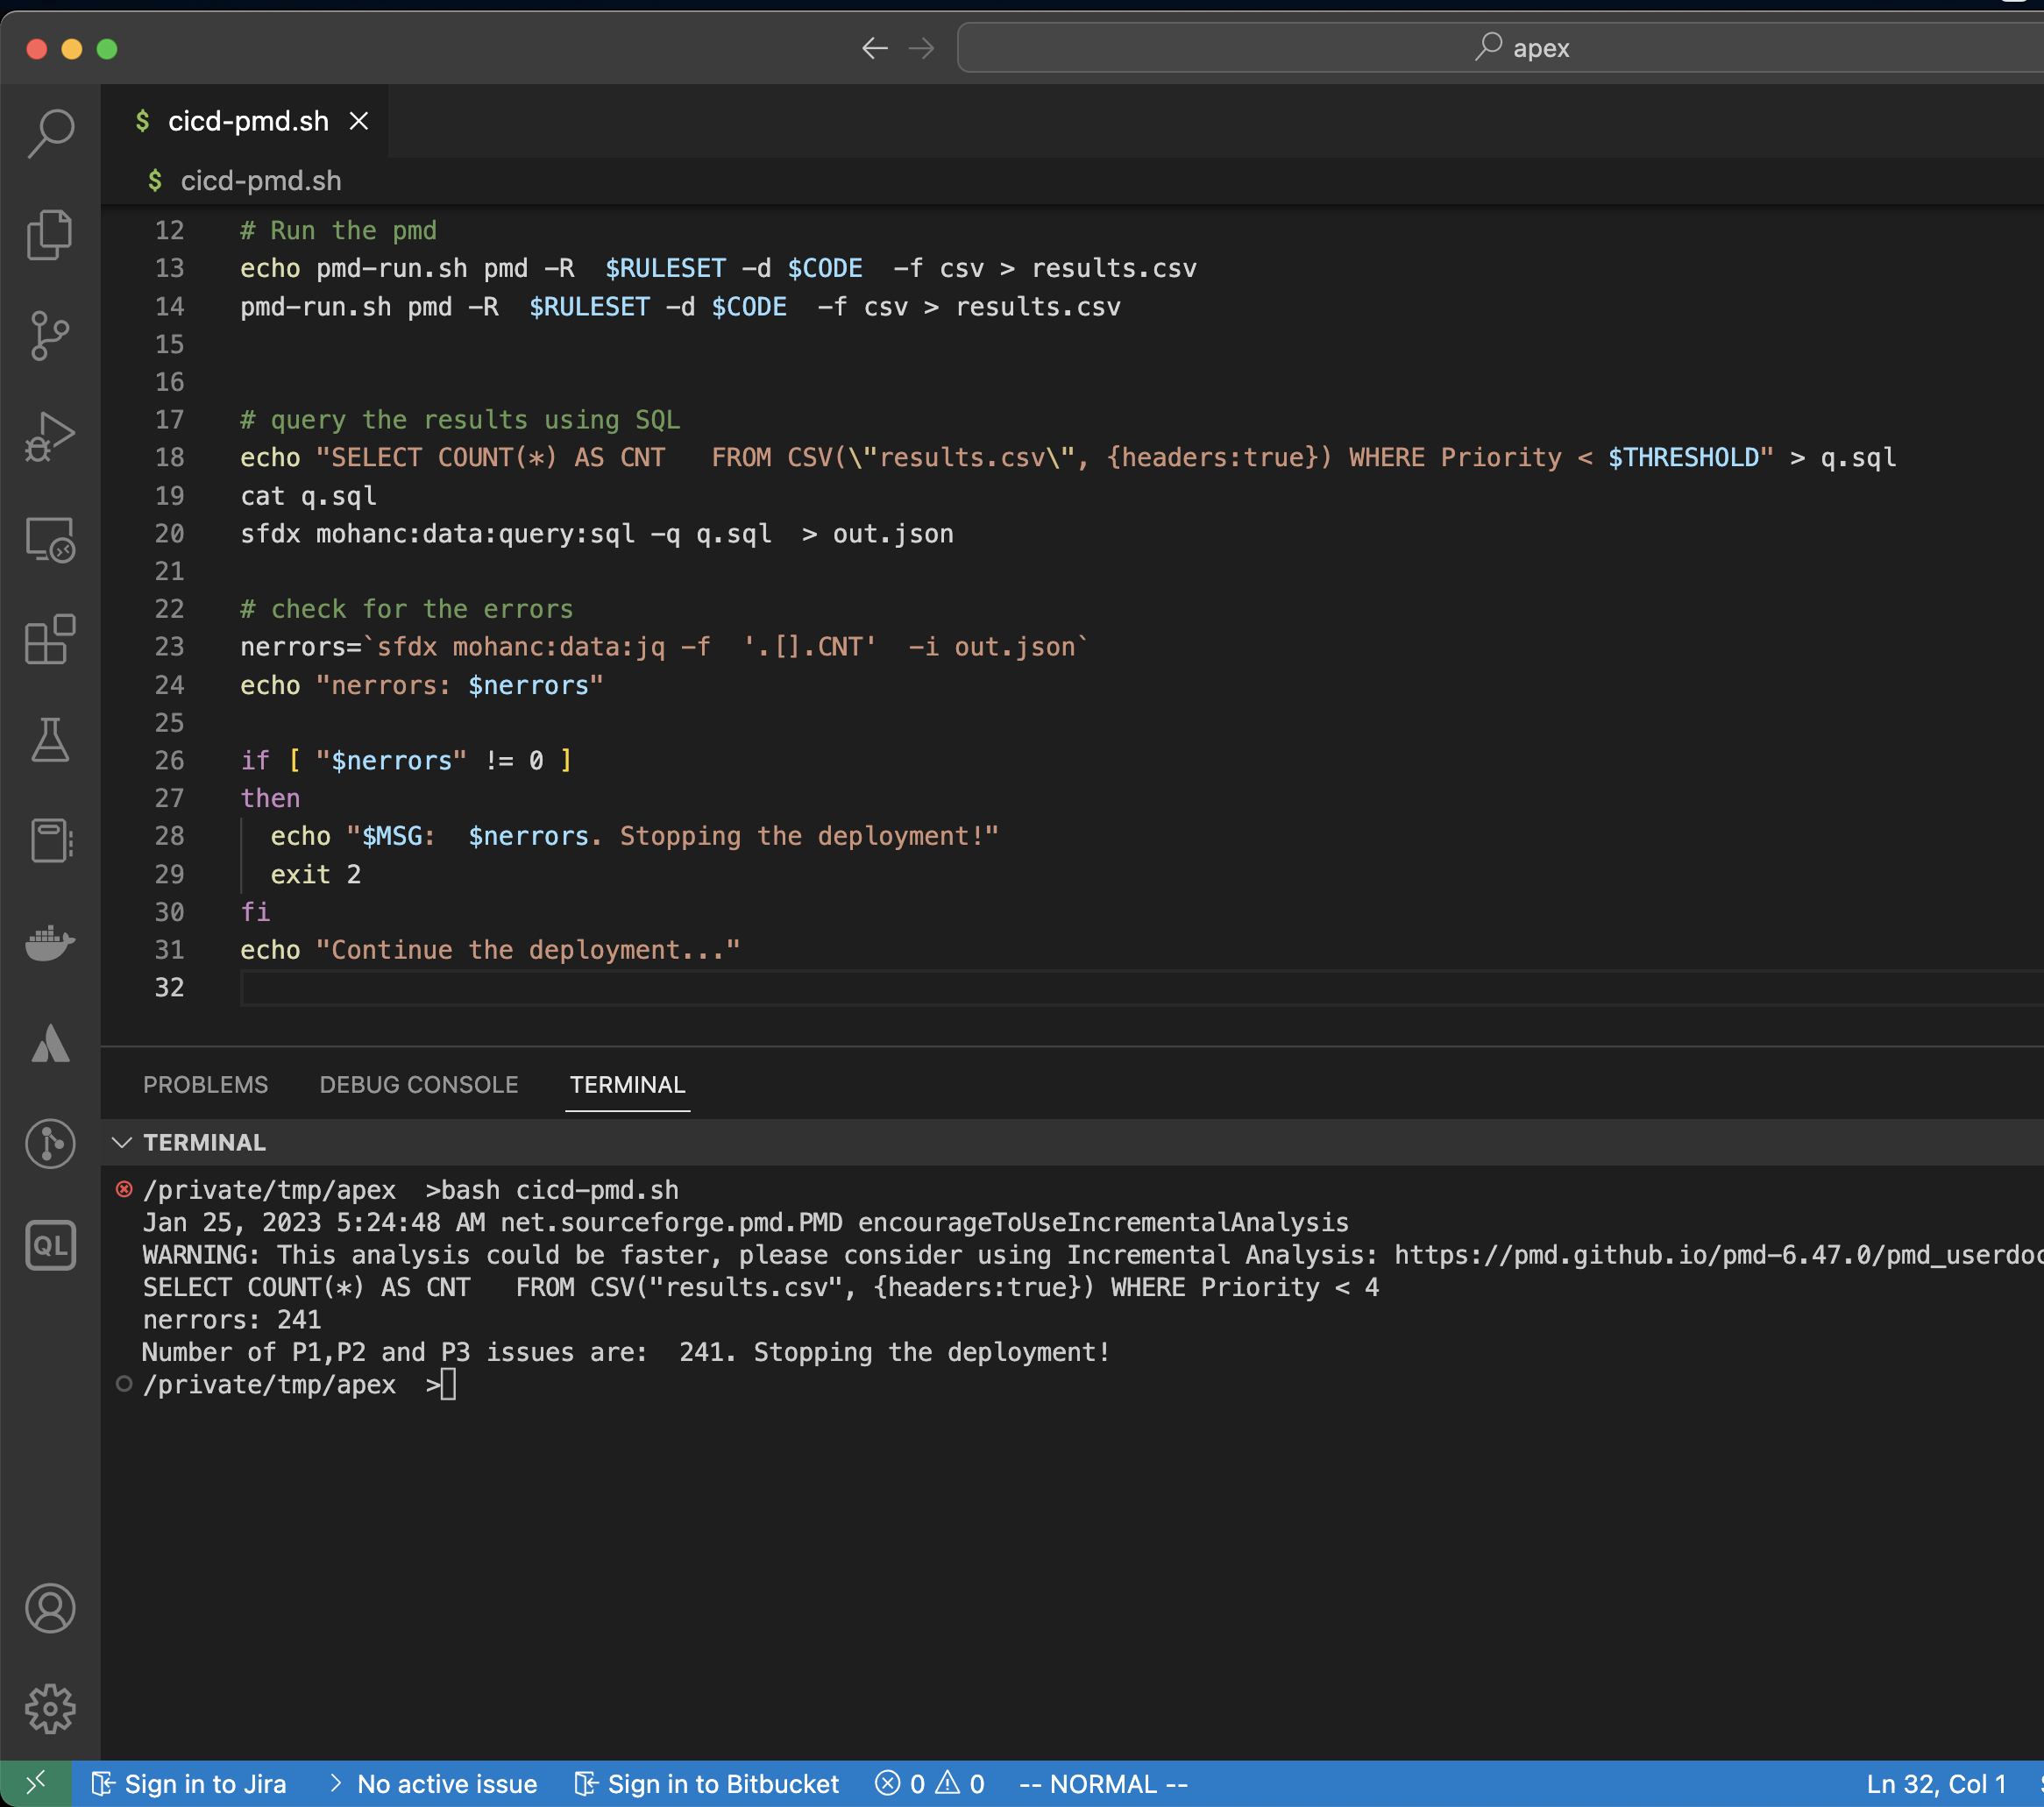 apex
$ cicd-pmd.sh
$ cicd-pmd.sh
12 # Run the pmd
13 echo pmd-run.sh pmd -R  $RULESET -d $CODE  -f csv > results.csv
14 pmd-run.sh pmd -R  $RULESET -d $CODE  -f csv > results.csv
15
16
17 # query the results using SQL
18 echo "SELECT COUNT(*) AS CNT   FROM CSV(\"results.csv\", {headers:true}) WHERE Priority < $THRESHOLD" > q.sql
19 cat q.sql
20 sfdx mohanc:data:query:sql -q q.sql  > out.json
21
22 # check for the errors
23 nerrors=`sfdx mohanc:data:jq -f  '.[].CNT'  -i out.json`
24 echo "nerrors: $nerrors"
25
26 if [ "$nerrors" != 0 ]
27 then
28   echo "$MSG:  $nerrors. Stopping the deployment!"
29   exit 2
30 fi
31 echo "Continue the deployment..."
32
PROBLEMS DEBUG CONSOLE TERMINAL
TERMINAL
/private/tmp/apex  >bash cicd-pmd.sh
Jan 25, 2023 5:24:48 AM net.sourceforge.pmd.PMD encourageToUseIncrementalAnalysis
WARNING: This analysis could be faster, please consider using Incremental Analysis: https://pmd.github.io/pmd-6.47.0/pmd_userdoc
SELECT COUNT(*) AS CNT   FROM CSV("results.csv", {headers:true}) WHERE Priority < 4
nerrors: 241
Number of P1,P2 and P3 issues are:  241. Stopping the deployment!
/private/tmp/apex  >
QL
Sign in to Jira No active issue Sign in to Bitbucket 0 0 -- NORMAL -- Ln 32, Col 1